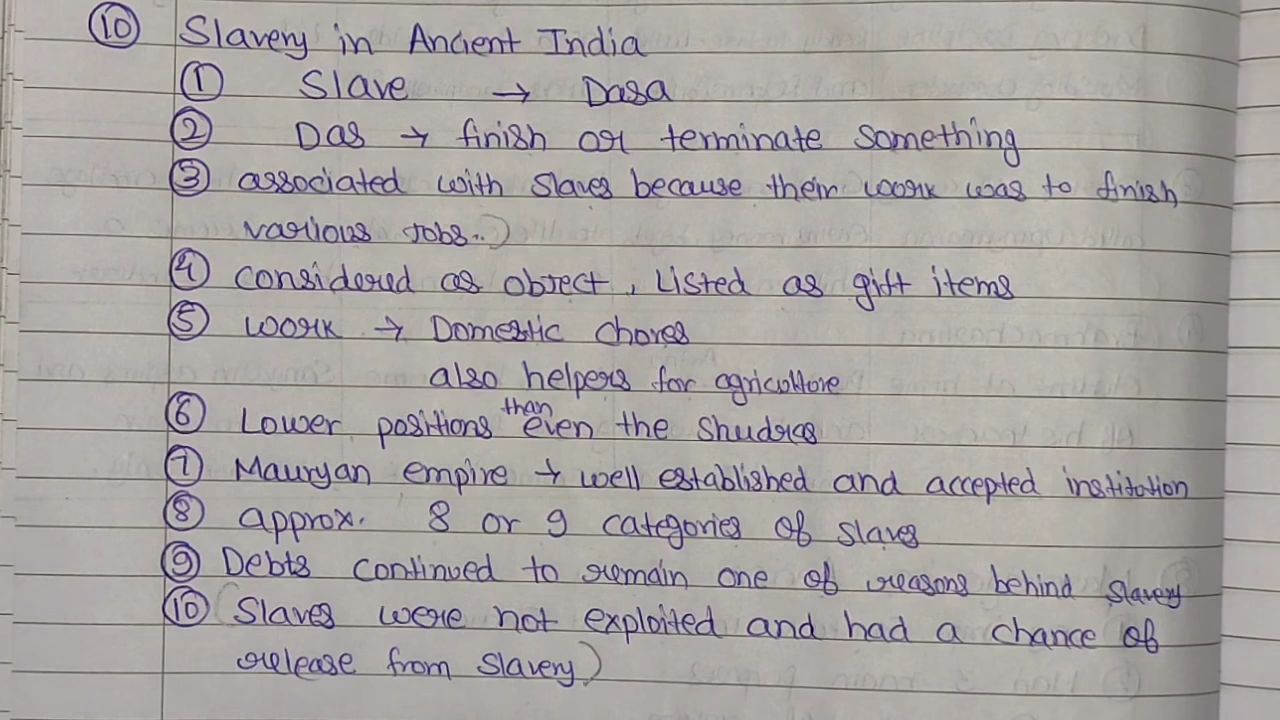 ⑩ Slavery in Ancient India
① Slave → Dasa
② Das → finish or terminate something
③ associated with slaves because their work was to finish
various jobs..)
④ considered as object, Listed as gift items
⑤ work → Domestic chores
also helpers for agriculture
⑥ Lower positions than even the Shudras
⑦ Mauryan empire → well established and accepted institution
⑧ approx. 8 or 9 categories of slaves
⑨ Debts continued to remain one of reasons behind slavery
⑩ (Slaves were not exploited and had a chance of
release from slavery)